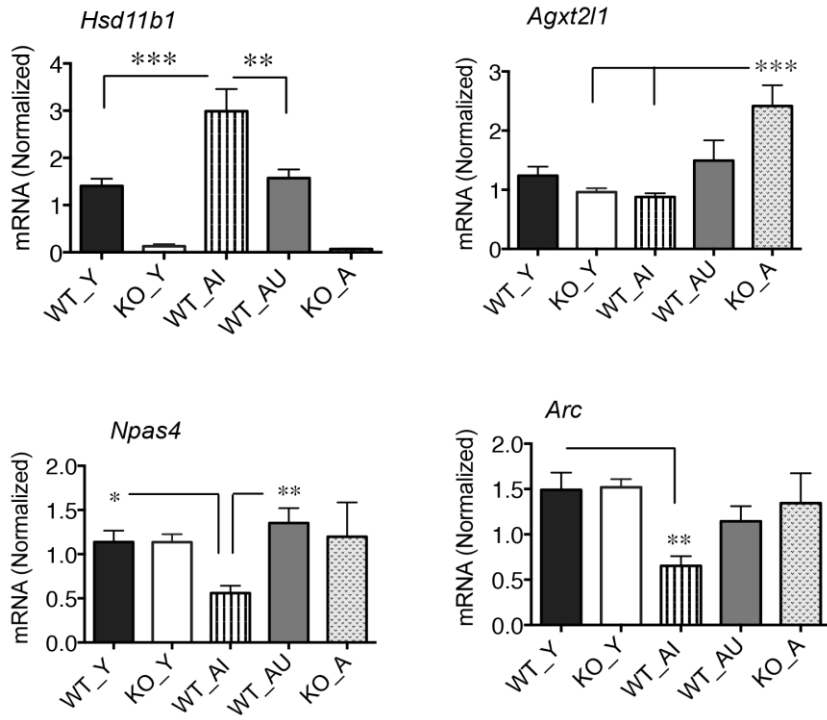 Hsd11b1
mRNA (Normalized)
4
3
2
1
0
***
**
WT_Y
KO_Y
WT_AI
WT_AU
KO_A
Agxt2l1
mRNA (Normalized)
3
2
1
0
***
WT_Y
KO_Y
WT_AI
WT_AU
KO_A
Npas4
mRNA (Normalized)
2.0
1.5
1.0
0.5
0.0
*
**
WT_Y
KO_Y
WT_AI
WT_AU
KO_A
Arc
mRNA (Normalized)
2.0
1.5
1.0
0.5
0.0
**
WT_Y
KO_Y
WT_AI
WT_AU
KO_A